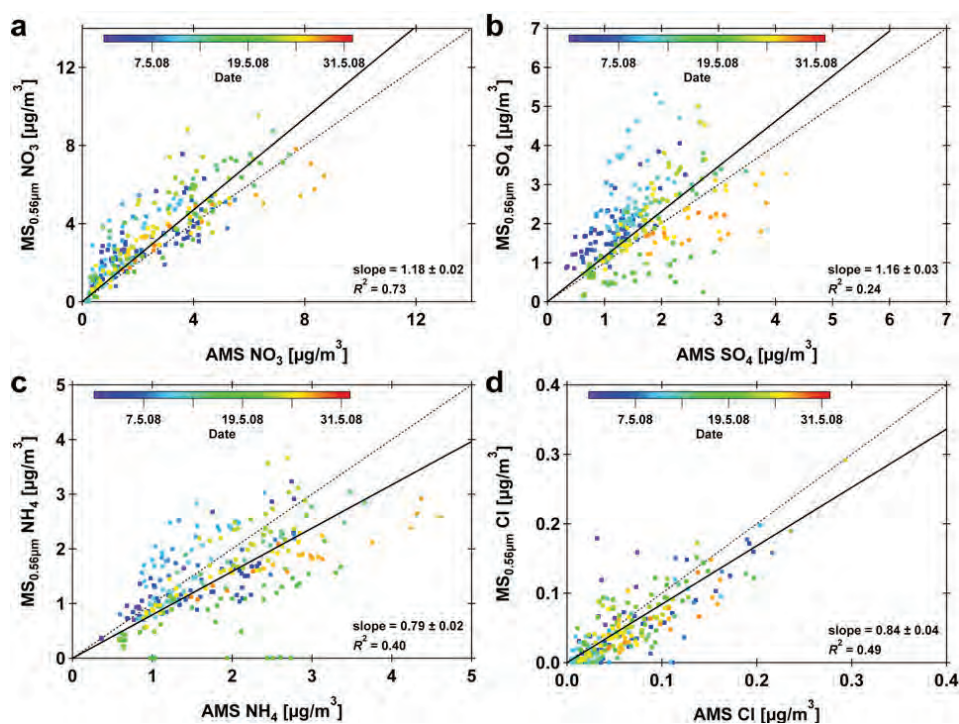 a
14
12
8
4
0
0
4
8
12
7.5.08
19.5.08
31.5.08
Date
slope = 1.18 ± 0.02
R² = 0.73
MS0.56µm NO3 [µg/m³]
AMS NO3 [µg/m³]
b
7
6
5
4
3
2
1
0
0
1
2
3
4
5
6
7
7.5.08
19.5.08
31.5.08
Date
slope = 1.16 ± 0.03
R² = 0.24
MS0.56µm SO4 [µg/m³]
AMS SO4 [µg/m³]
c
5
4
3
2
1
0
0
1
2
3
4
5
7.5.08
19.5.08
31.5.08
Date
slope = 0.79 ± 0.02
R² = 0.40
MS0.56µm NH4 [µg/m³]
AMS NH4 [µg/m³]
d
0.4
0.3
0.2
0.1
0.0
0.0
0.1
0.2
0.3
0.4
7.5.08
19.5.08
31.5.08
Date
slope = 0.84 ± 0.04
R² = 0.49
MS0.56µm Cl [µg/m³]
AMS Cl [µg/m³]